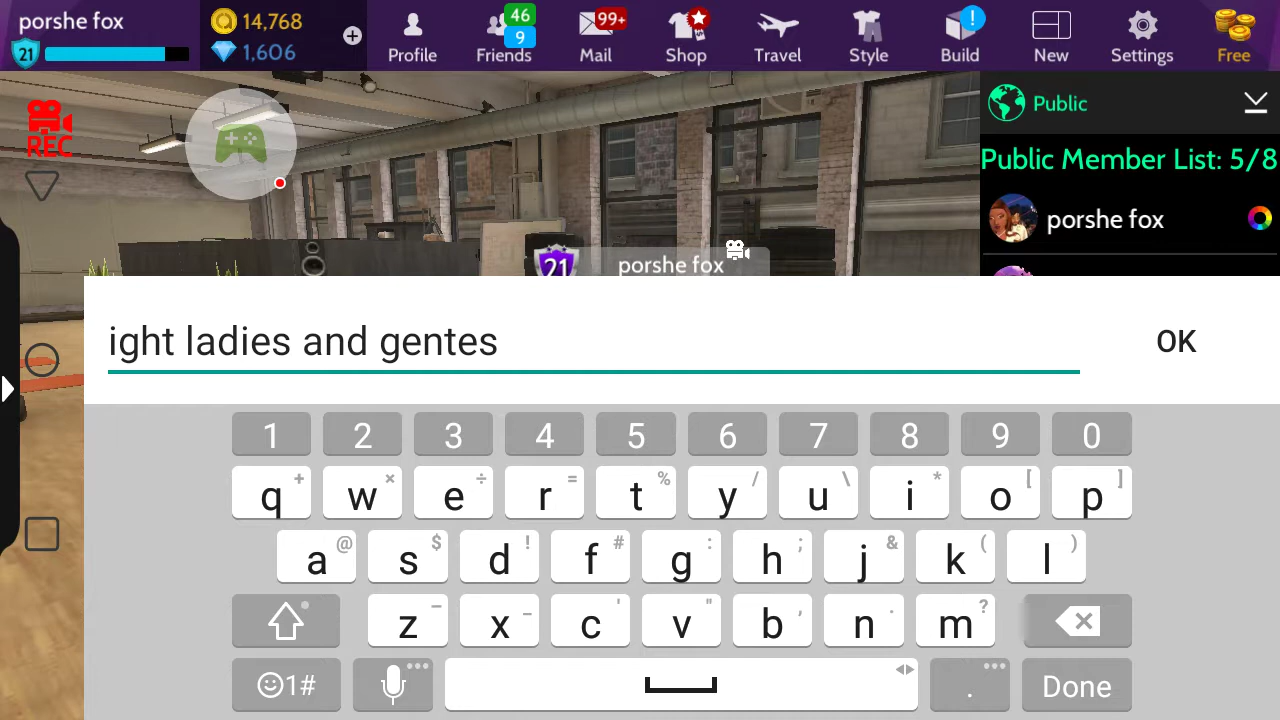 porshe fox
21
14,768
1,606
Profile
46
9
Friends
99+
Mail
Shop
Travel
Style
!
Build
New
Settings
Free
REC
Public
Public Member List: 5/8
porshe fox
21
porshe fox
ight ladies and gentes
OK
1 2 3 4 5 6 7 8 9 0
q + w × e ÷ r = t % y / u \ i * o [ p ]
a @ s $ d ! f # g : h ; j & k ( l )
z – x _ c ' v " b , n . m ?
1#
.
Done